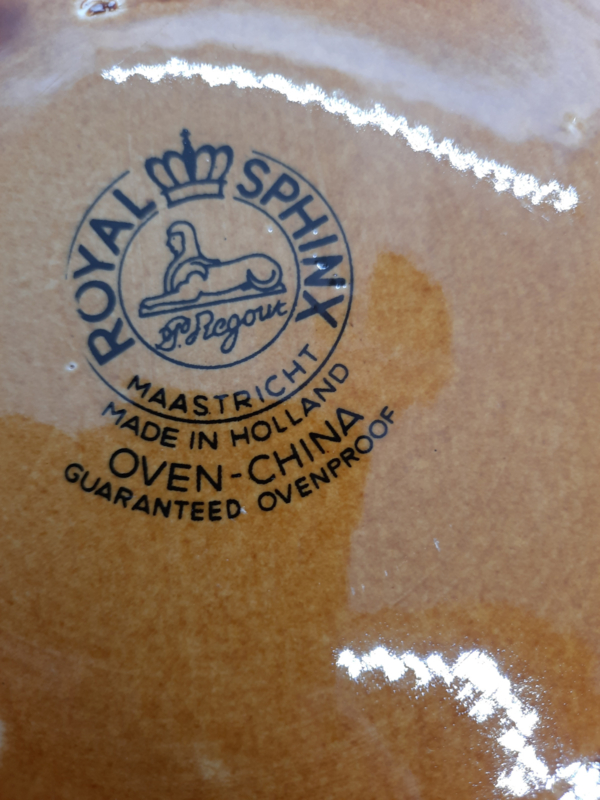 ROYAL SPHINX
P. Regout
MAASTRICHT
MADE IN HOLLAND
OVEN-CHINA
GUARANTEED OVENPROOF